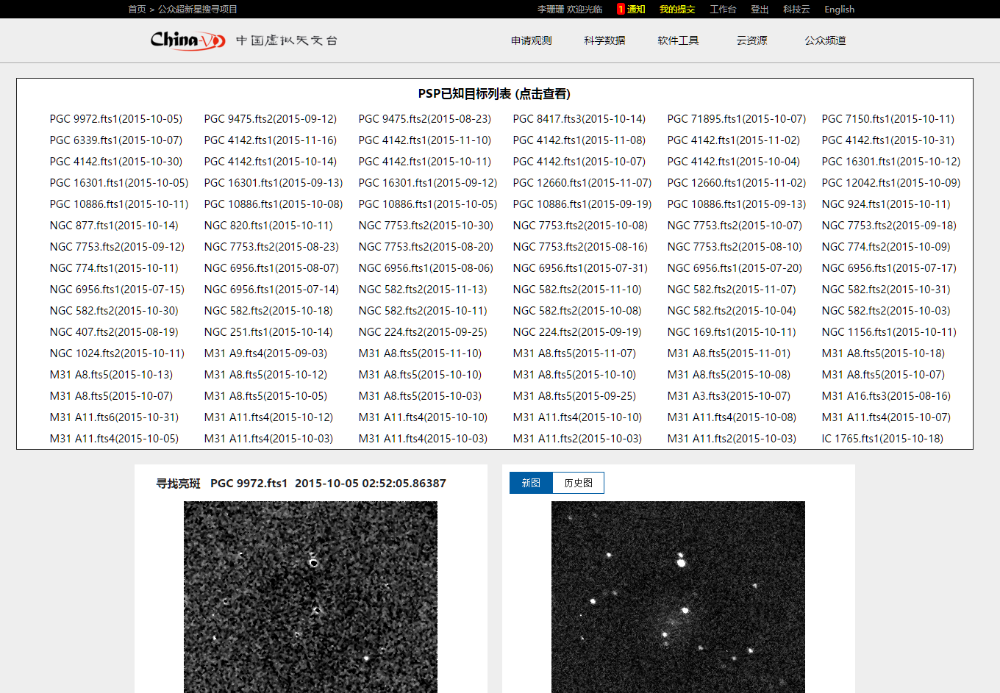 首页 > 公众超新星搜寻项目 李珊珊 欢迎光临 1 通知 我的提交 工作台 登出 科技云 English
China-VO 中国虚拟天文台 申请观测 科学数据 软件工具 云资源 公众频道
PSP已知目标列表 (点击查看)
PGC 9972.fts1(2015-10-05) PGC 9475.fts2(2015-09-12) PGC 9475.fts2(2015-08-23) PGC 8417.fts3(2015-10-14) PGC 71895.fts1(2015-10-07) PGC 7150.fts1(2015-10-11)
PGC 6339.fts1(2015-10-07) PGC 4142.fts1(2015-11-16) PGC 4142.fts1(2015-11-10) PGC 4142.fts1(2015-11-08) PGC 4142.fts1(2015-11-02) PGC 4142.fts1(2015-10-31)
PGC 4142.fts1(2015-10-30) PGC 4142.fts1(2015-10-14) PGC 4142.fts1(2015-10-11) PGC 4142.fts1(2015-10-07) PGC 4142.fts1(2015-10-04) PGC 16301.fts1(2015-10-12)
PGC 16301.fts1(2015-10-05) PGC 16301.fts1(2015-09-13) PGC 16301.fts1(2015-09-12) PGC 12660.fts1(2015-11-07) PGC 12660.fts1(2015-11-02) PGC 12042.fts1(2015-10-09)
PGC 10886.fts1(2015-10-11) PGC 10886.fts1(2015-10-08) PGC 10886.fts1(2015-10-05) PGC 10886.fts1(2015-09-19) PGC 10886.fts1(2015-09-13) NGC 924.fts1(2015-10-11)
NGC 877.fts1(2015-10-14) NGC 820.fts1(2015-10-11) NGC 7753.fts2(2015-10-30) NGC 7753.fts2(2015-10-08) NGC 7753.fts2(2015-10-07) NGC 7753.fts2(2015-09-18)
NGC 7753.fts2(2015-09-12) NGC 7753.fts2(2015-08-23) NGC 7753.fts2(2015-08-20) NGC 7753.fts2(2015-08-16) NGC 7753.fts2(2015-08-10) NGC 774.fts2(2015-10-09)
NGC 774.fts1(2015-10-11) NGC 6956.fts1(2015-08-07) NGC 6956.fts1(2015-08-06) NGC 6956.fts1(2015-07-31) NGC 6956.fts1(2015-07-20) NGC 6956.fts1(2015-07-17)
NGC 6956.fts1(2015-07-15) NGC 6956.fts1(2015-07-14) NGC 582.fts2(2015-11-13) NGC 582.fts2(2015-11-10) NGC 582.fts2(2015-11-07) NGC 582.fts2(2015-10-31)
NGC 582.fts2(2015-10-30) NGC 582.fts2(2015-10-18) NGC 582.fts2(2015-10-11) NGC 582.fts2(2015-10-08) NGC 582.fts2(2015-10-04) NGC 582.fts2(2015-10-03)
NGC 407.fts2(2015-08-19) NGC 251.fts1(2015-10-14) NGC 224.fts2(2015-09-25) NGC 224.fts2(2015-09-19) NGC 169.fts1(2015-10-11) NGC 1156.fts1(2015-10-11)
NGC 1024.fts2(2015-10-11) M31 A9.fts4(2015-09-03) M31 A8.fts5(2015-11-10) M31 A8.fts5(2015-11-07) M31 A8.fts5(2015-11-01) M31 A8.fts5(2015-10-18)
M31 A8.fts5(2015-10-13) M31 A8.fts5(2015-10-12) M31 A8.fts5(2015-10-10) M31 A8.fts5(2015-10-10) M31 A8.fts5(2015-10-08) M31 A8.fts5(2015-10-07)
M31 A8.fts5(2015-10-07) M31 A8.fts5(2015-10-05) M31 A8.fts5(2015-10-03) M31 A8.fts5(2015-09-25) M31 A3.fts3(2015-10-07) M31 A16.fts3(2015-08-16)
M31 A11.fts6(2015-10-31) M31 A11.fts4(2015-10-12) M31 A11.fts4(2015-10-10) M31 A11.fts4(2015-10-10) M31 A11.fts4(2015-10-08) M31 A11.fts4(2015-10-07)
M31 A11.fts4(2015-10-05) M31 A11.fts4(2015-10-03) M31 A11.fts4(2015-10-03) M31 A11.fts2(2015-10-03) M31 A11.fts2(2015-10-03) IC 1765.fts1(2015-10-18)
寻找亮斑 PGC 9972.fts1 2015-10-05 02:52:05.86387 新图 历史图